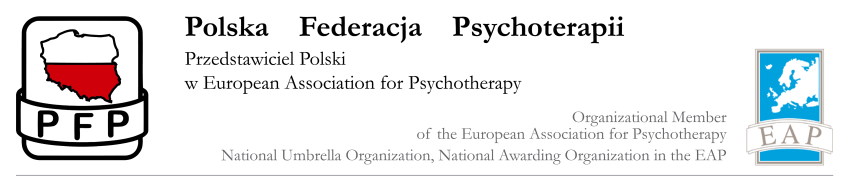 Polska Federacja Psychoterapii
Przedstawiciel Polski
w European Association for Psychotherapy
PFP
Organizational Member
of the European Association for Psychotherapy
National Umbrella Organization, National Awarding Organization in the EAP
EAP